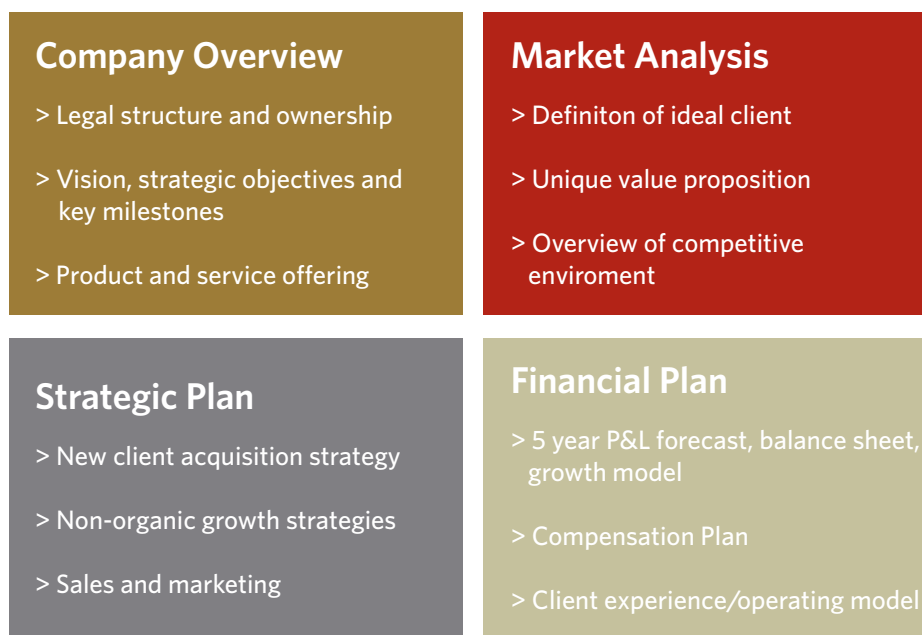 Company Overview
> Legal structure and ownership
> Vision, strategic objectives and
key milestones
> Product and service offering
Market Analysis
> Definiton of ideal client
> Unique value proposition
> Overview of competitive
enviroment
Strategic Plan
> New client acquisition strategy
> Non-organic growth strategies
> Sales and marketing
Financial Plan
> 5 year P&L forecast, balance sheet,
growth model
> Compensation Plan
> Client experience/operating model